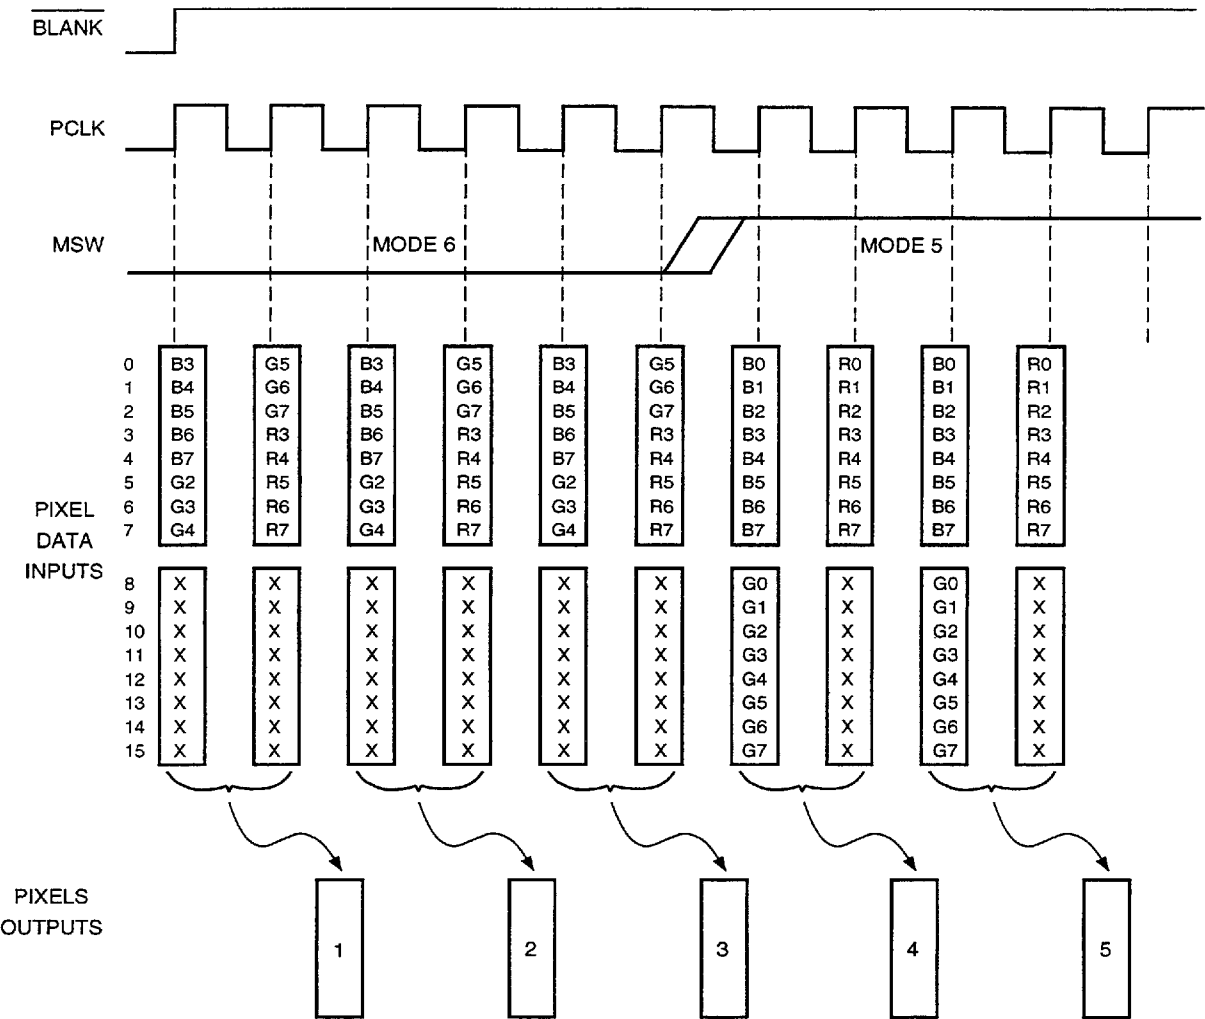 BLANK
PCLK
MSW MODE 6 MODE 5
0 B3 G5 B3 G5 B3 G5 B0 R0 B0 R0
1 B4 G6 B4 G6 B4 G6 B1 R1 B1 R1
2 B5 G7 B5 G7 B5 G7 B2 R2 B2 R2
3 B6 R3 B6 R3 B6 R3 B3 R3 B3 R3
4 B7 R4 B7 R4 B7 R4 B4 R4 B4 R4
5 G2 R5 G2 R5 G2 R5 B5 R5 B5 R5
6 G3 R6 G3 R6 G3 R6 B6 R6 B6 R6
7 G4 R7 G4 R7 G4 R7 B7 R7 B7 R7
PIXEL
DATA
INPUTS
8 X X X X X X G0 X G0 X
9 X X X X X X G1 X G1 X
10 X X X X X X G2 X G2 X
11 X X X X X X G3 X G3 X
12 X X X X X X G4 X G4 X
13 X X X X X X G5 X G5 X
14 X X X X X X G6 X G6 X
15 X X X X X X G7 X G7 X
PIXELS
OUTPUTS
1 2 3 4 5